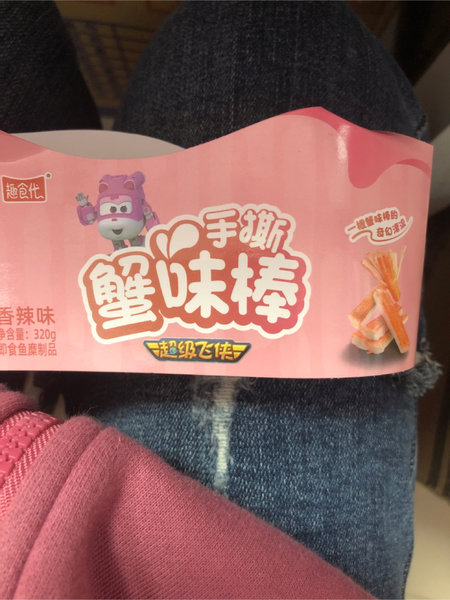 趣食代®
手撕
蟹味棒
超级飞侠
香辣味
净含量: 320g
即食鱼糜制品